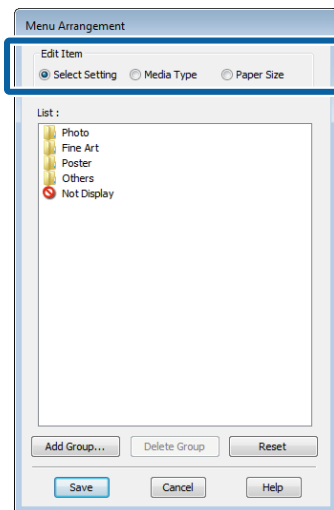 Menu Arrangement
Edit Item
Select Setting Media Type Paper Size
List :
Photo
Fine Art
Poster
Others
Not Display
Add Group... Delete Group Reset
Save Cancel Help